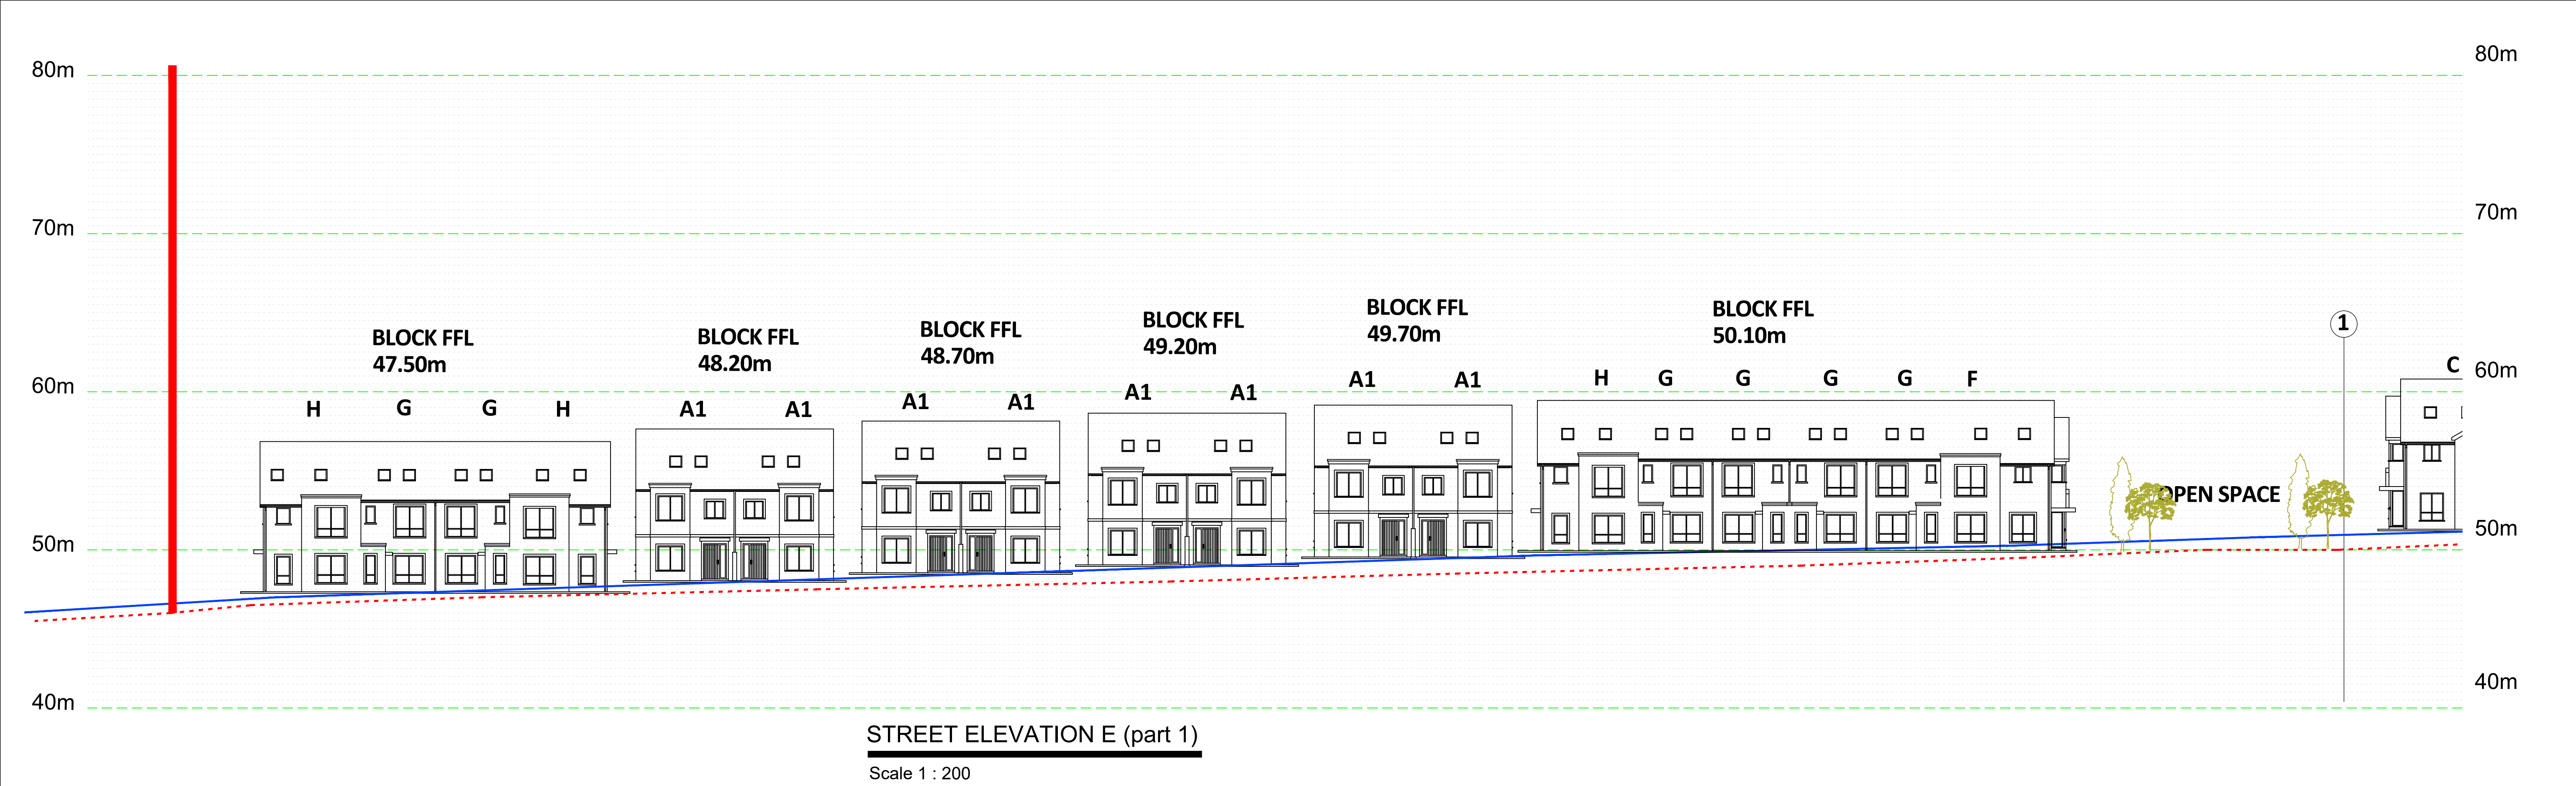 80m
80m
70m
70m
BLOCK FFL
47.50m
BLOCK FFL
48.20m
BLOCK FFL
48.70m
BLOCK FFL
49.20m
BLOCK FFL
49.70m
BLOCK FFL
50.10m
1
60m
60m
H G G H
A1 A1
A1 A1
A1 A1
A1 A1
H G G G G F
C
OPEN SPACE
50m
50m
40m
40m
STREET ELEVATION E (part 1)
Scale 1 : 200